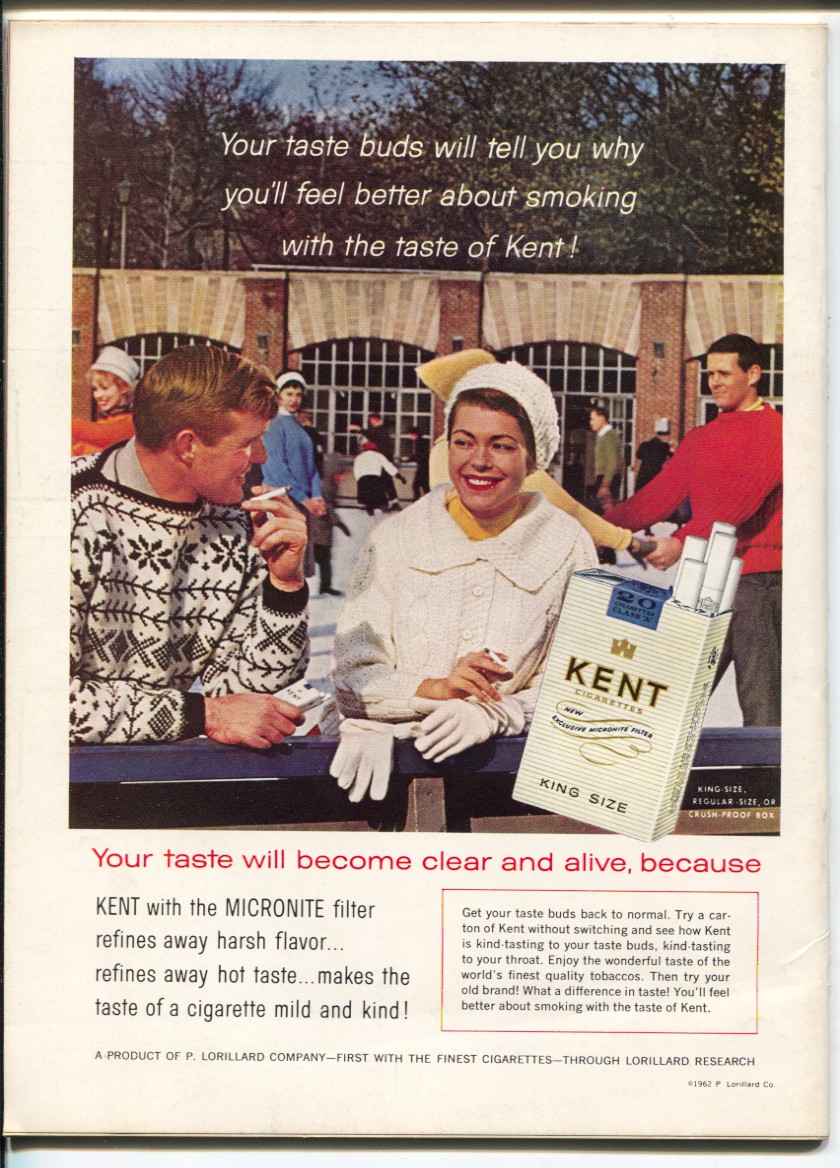 Your taste buds will tell you why
you'll feel better about smoking
with the taste of Kent!
KENT
20
CIGARETTES
CLASS 'A'
KENT
CIGARETTES
NEW
EXCLUSIVE MICRONITE FILTER
KING SIZE
KING-SIZE,
REGULAR-SIZE, OR
CRUSH-PROOF BOX
Your taste will become clear and alive, because
KENT with the MICRONITE filter
refines away harsh flavor...
refines away hot taste...makes the
taste of a cigarette mild and kind!
Get your taste buds back to normal. Try a car-
ton of Kent without switching and see how Kent
is kind-tasting to your taste buds, kind-tasting
to your throat. Enjoy the wonderful taste of the
world's finest quality tobaccos. Then try your
old brand! What a difference in taste! You'll feel
better about smoking with the taste of Kent.
A PRODUCT OF P. LORILLARD COMPANY—FIRST WITH THE FINEST CIGARETTES—THROUGH LORILLARD RESEARCH
©1962 P Lorillard Co